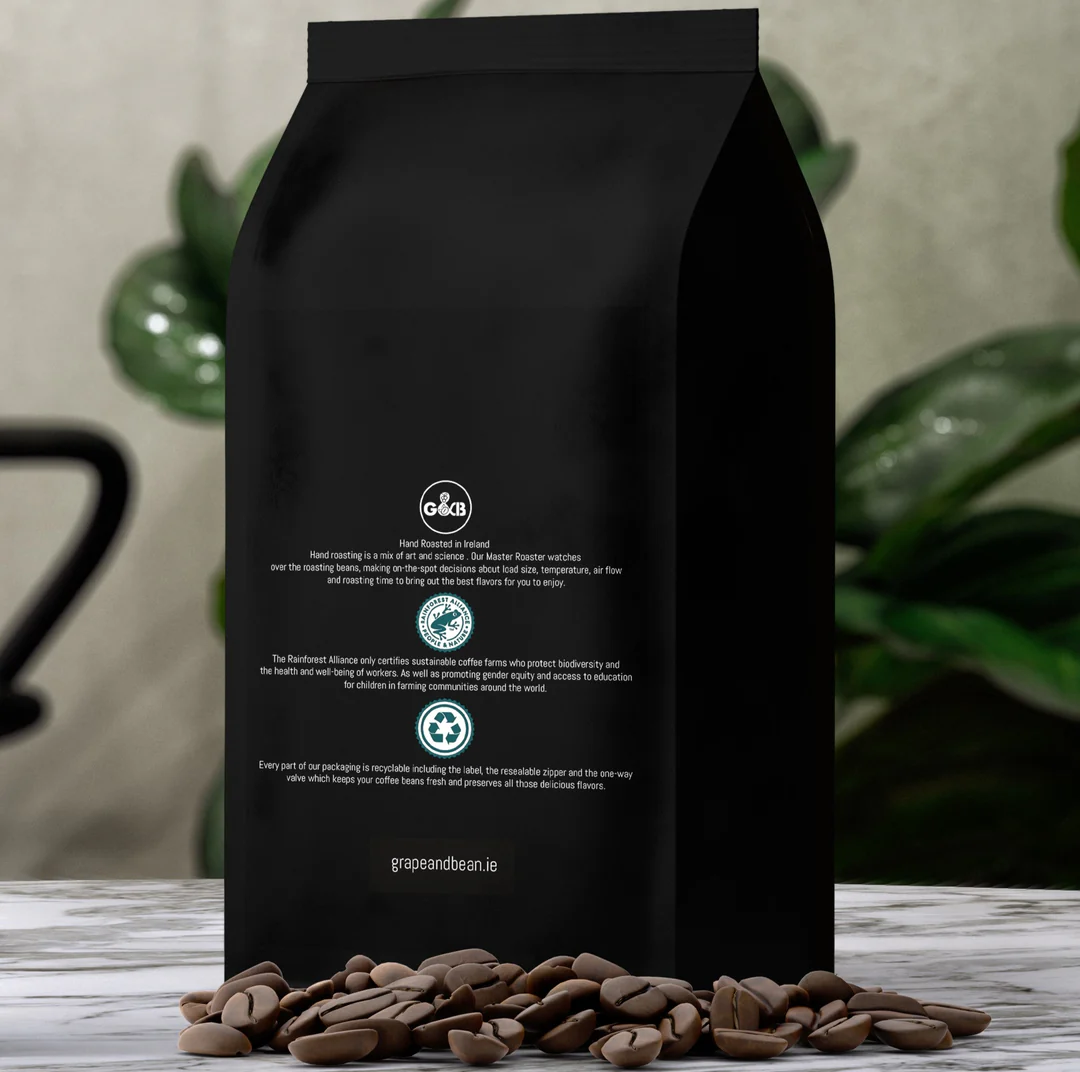 G&B
Hand Roasted in Ireland
Hand roasting is a mix of art and science . Our Master Roaster watches
over the roasting beans, making on-the-spot decisions about load size, temperature, air flow
and roasting time to bring out the best flavors for you to enjoy.
RAINFOREST ALLIANCE
PEOPLE & NATURE
The Rainforest Alliance only certifies sustainable coffee farms who protect biodiversity and
the health and well-being of workers. As well as promoting gender equity and access to education
for children in farming communities around the world.
Every part of our packaging is recyclable including the label, the resealable zipper and the one-way
valve which keeps your coffee beans fresh and preserves all those delicious flavors.
grapeandbean.ie